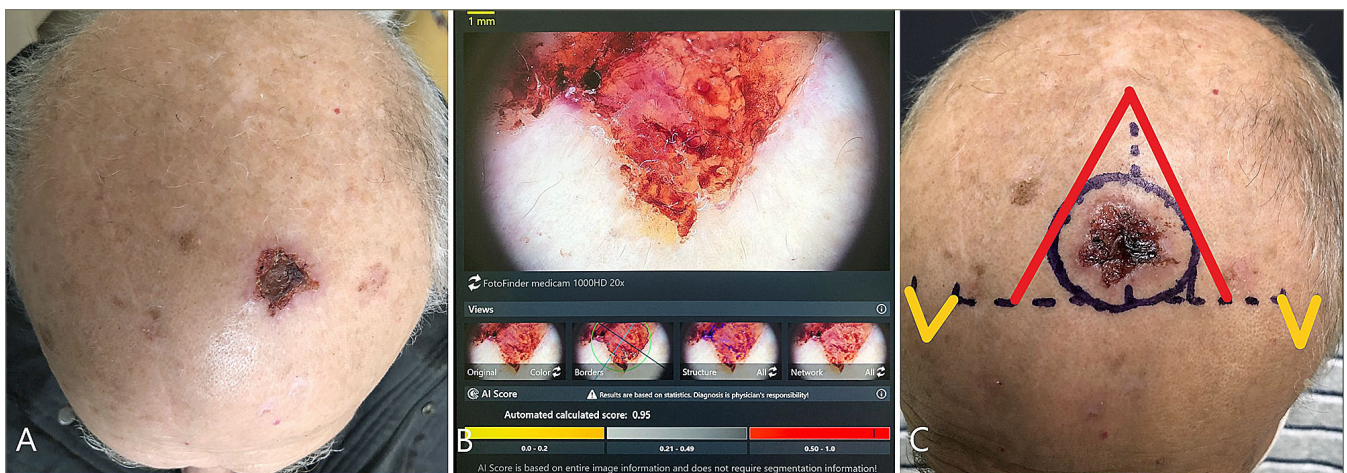 1 mm
FotoFinder medicam 1000HD 20x
Views
Original Color
Borders
Structure All
Network All
AI Score
Results are based on statistics. Diagnosis is physician's responsibility!
Automated calculated score: 0.95
0.0 - 0.2
0.21 - 0.49
0.50 - 1.0
AI Score is based on entire image information and does not require segmentation information!
A
B
C